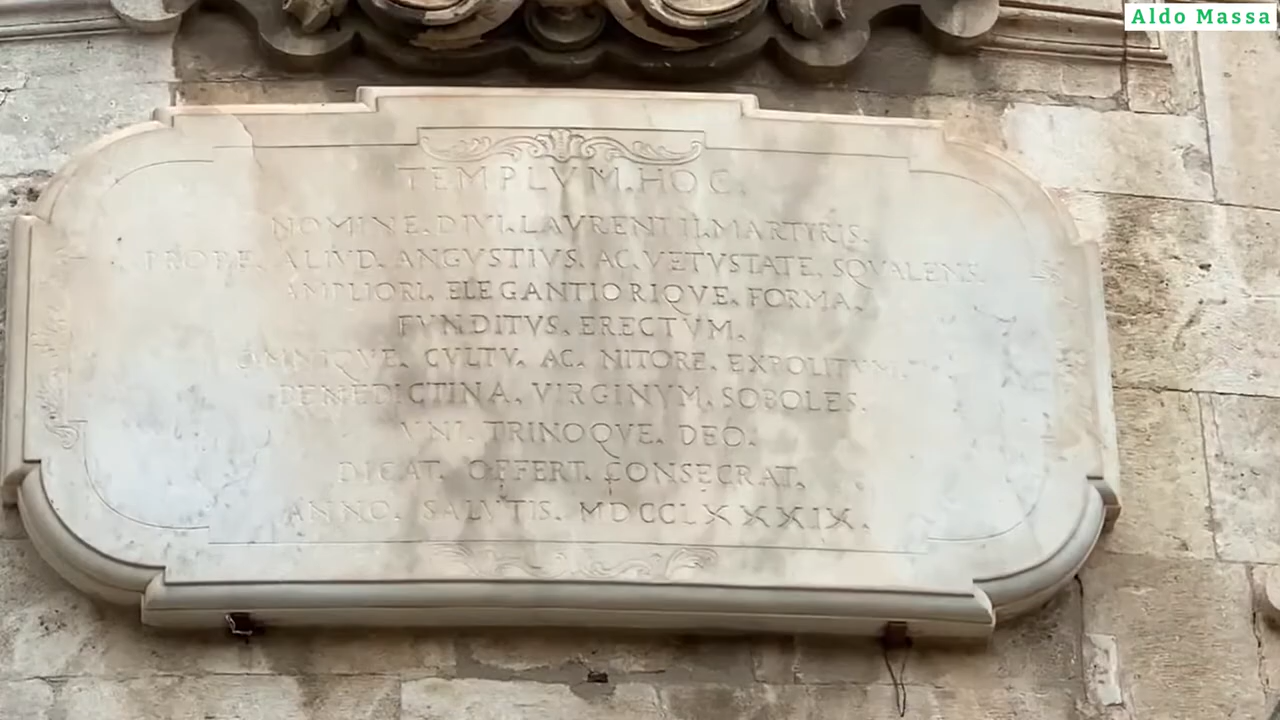 Aldo Massa
TEMPLVM.HOC.
NOMINE.DIVI.LAVRENTII.MARTYRIS.
PROPE. ALIVD. ANGVSTIVS. AC.VETVSTATE. SQVALENS.
AMPLIORI. ELEGANTIORIQVE. FORMA.
FVNDITVS. ERECTVM.
OMNIQVE. CVLTV. AC. NITORE. EXPOLITVM.
BENEDICTINA. VIRGINVM. SOBOLES.
VNI. TRINOQVE. DEO.
DICAT. OFFERT. CONSECRAT.
ANNO. SALVTIS. MDCCLXXXIX.